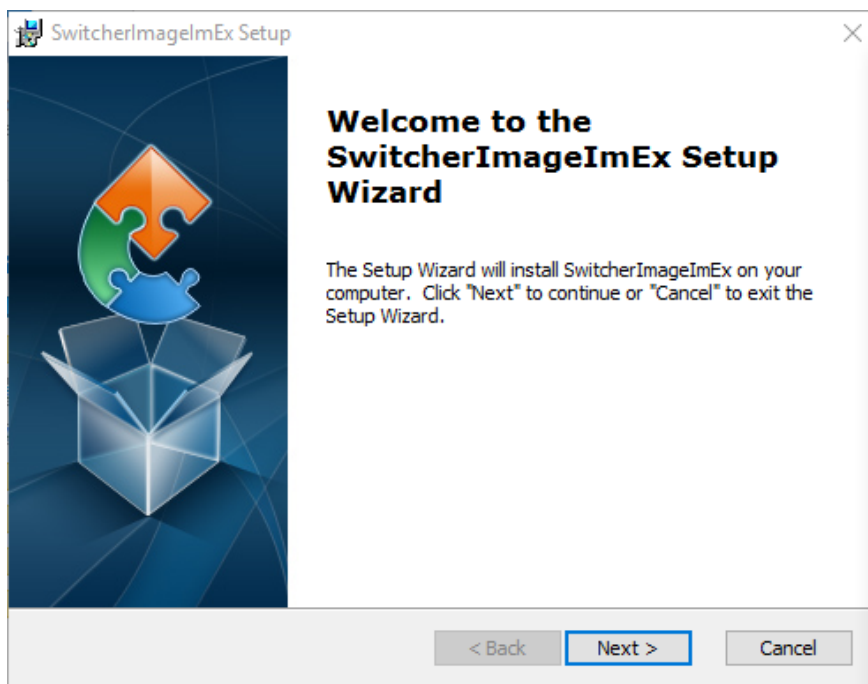 SwitcherImageImEx Setup
Welcome to the
SwitcherImageImEx Setup
Wizard
The Setup Wizard will install SwitcherImageImEx on your
computer. Click "Next" to continue or "Cancel" to exit the
Setup Wizard.
< Back
Next >
Cancel